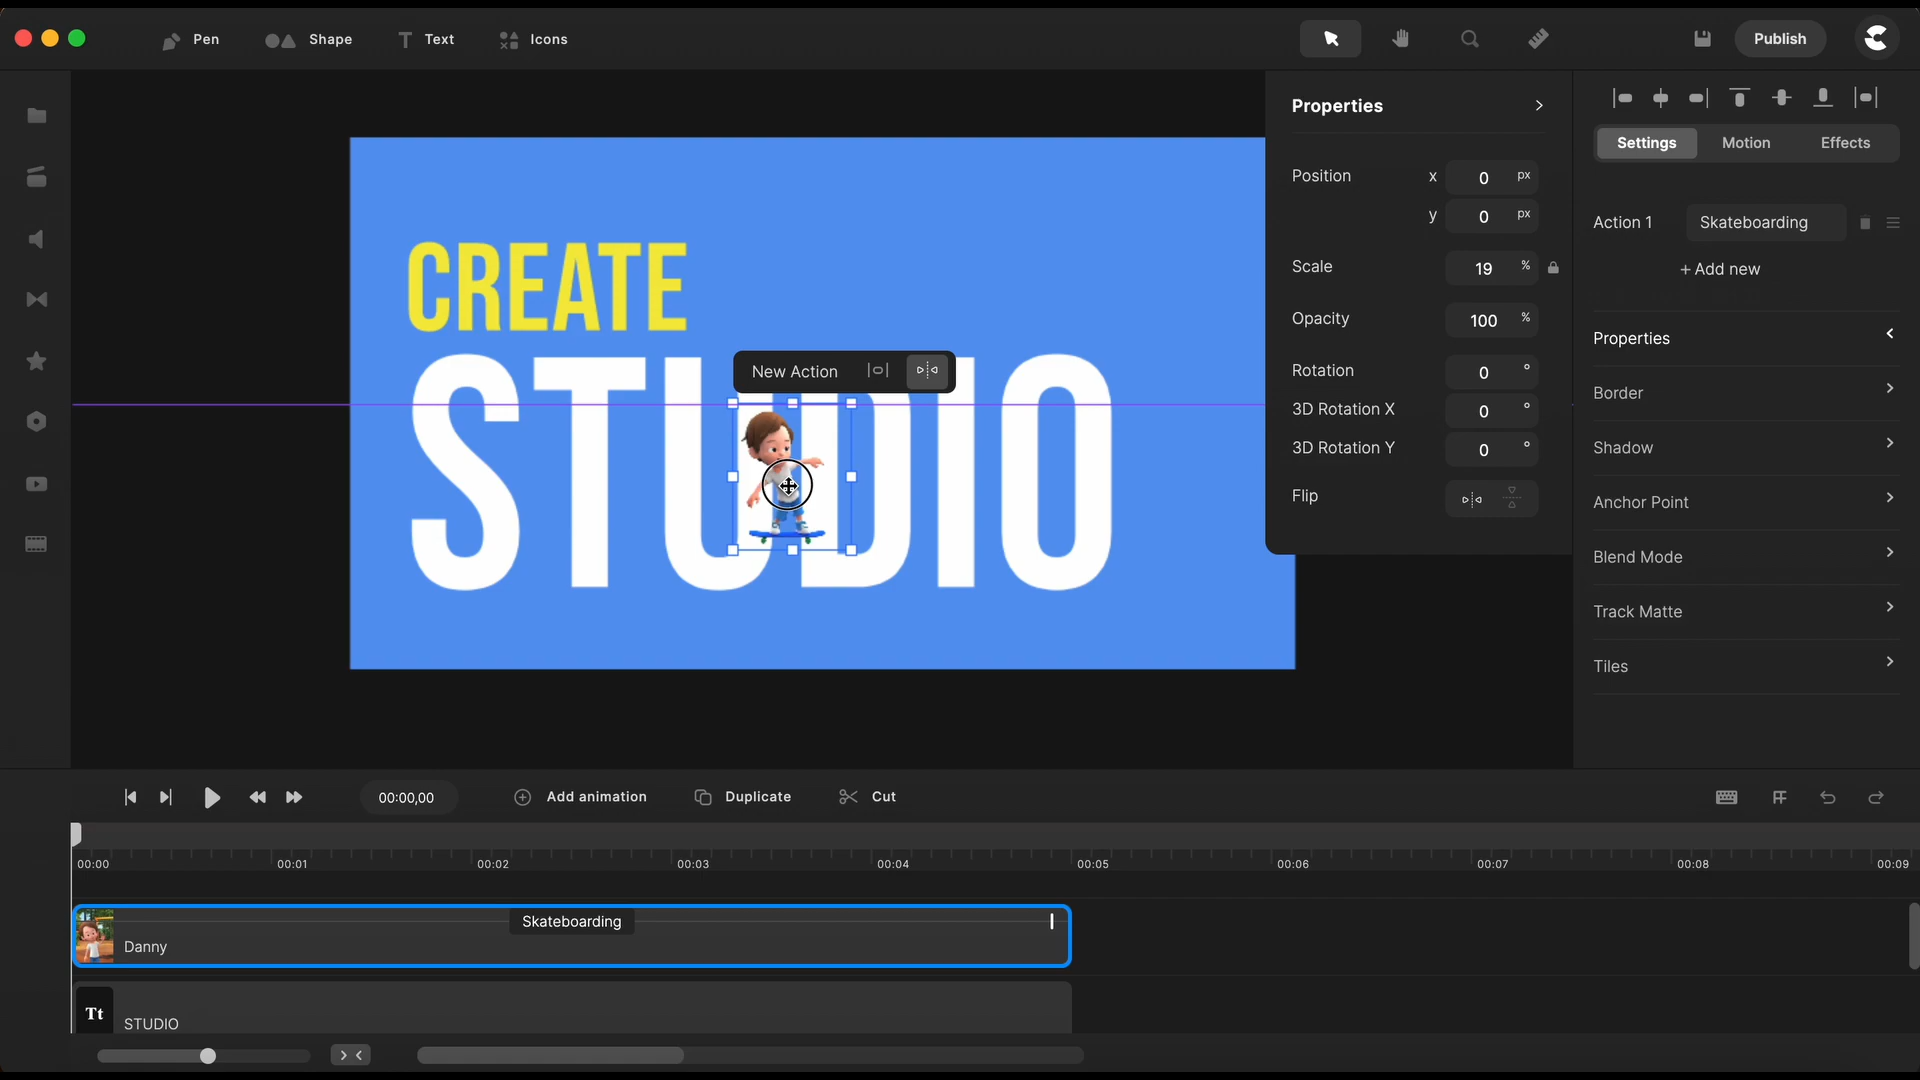 Pen
Shape
Text
Icons
Publish
Properties
Position x 0 px
y 0 px
Scale 19 %
Opacity 100 %
Rotation 0 °
3D Rotation X 0 °
3D Rotation Y 0 °
Flip
Settings Motion Effects
Action 1 Skateboarding
+ Add new
Properties
Border
Shadow
Anchor Point
Blend Mode
Track Matte
Tiles
CREATE
New Action
STUDIO
00:00,00
Add animation
Duplicate
Cut
00:00 00:01 00:02 00:03 00:04 00:05 00:06 00:07 00:08 00:09
Skateboarding
Danny
Tt
STUDIO